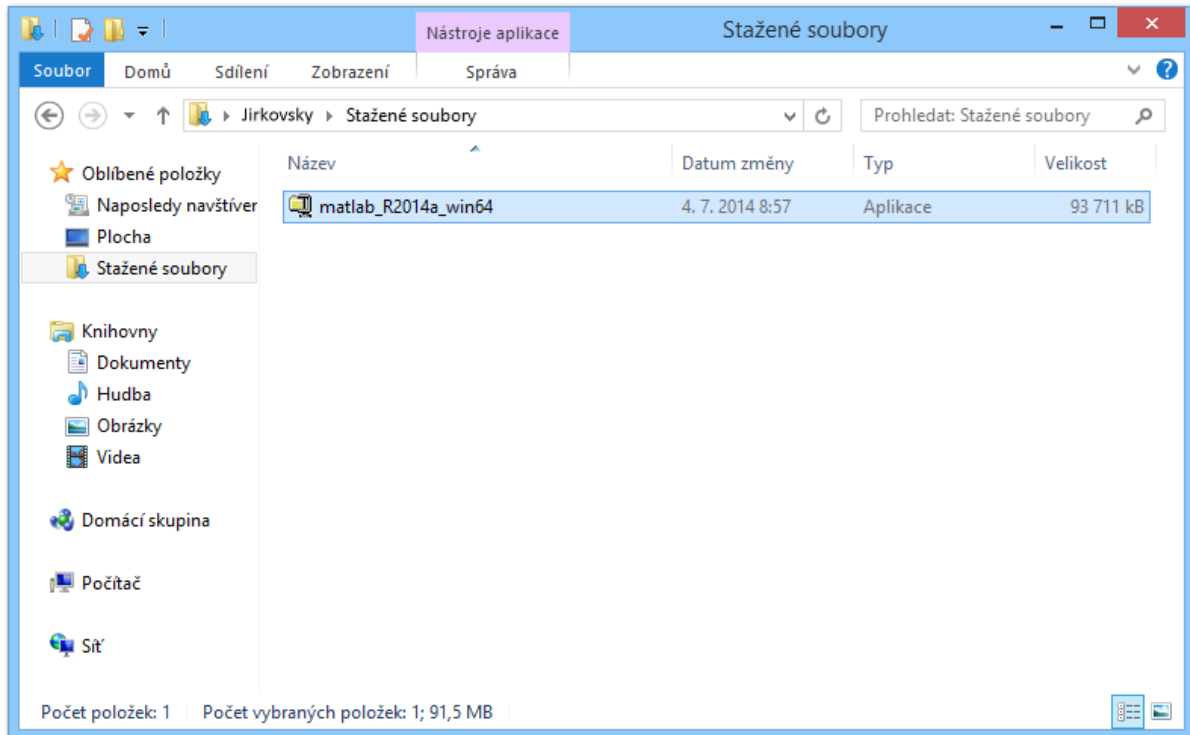 Nástroje aplikace
Stažené soubory
Soubor Domů Sdílení Zobrazení Správa
Jirkovsky Stažené soubory
Prohledat: Stažené soubory
Název Datum změny Typ Velikost
matlab_R2014a_win64 4. 7. 2014 8:57 Aplikace 93 711 kB
Oblíbené položky
Naposledy navštíver
Plocha
Stažené soubory
Knihovny
Dokumenty
Hudba
Obrázky
Videa
Domácí skupina
Počítač
Síť
Počet položek: 1 Počet vybraných položek: 1; 91,5 MB